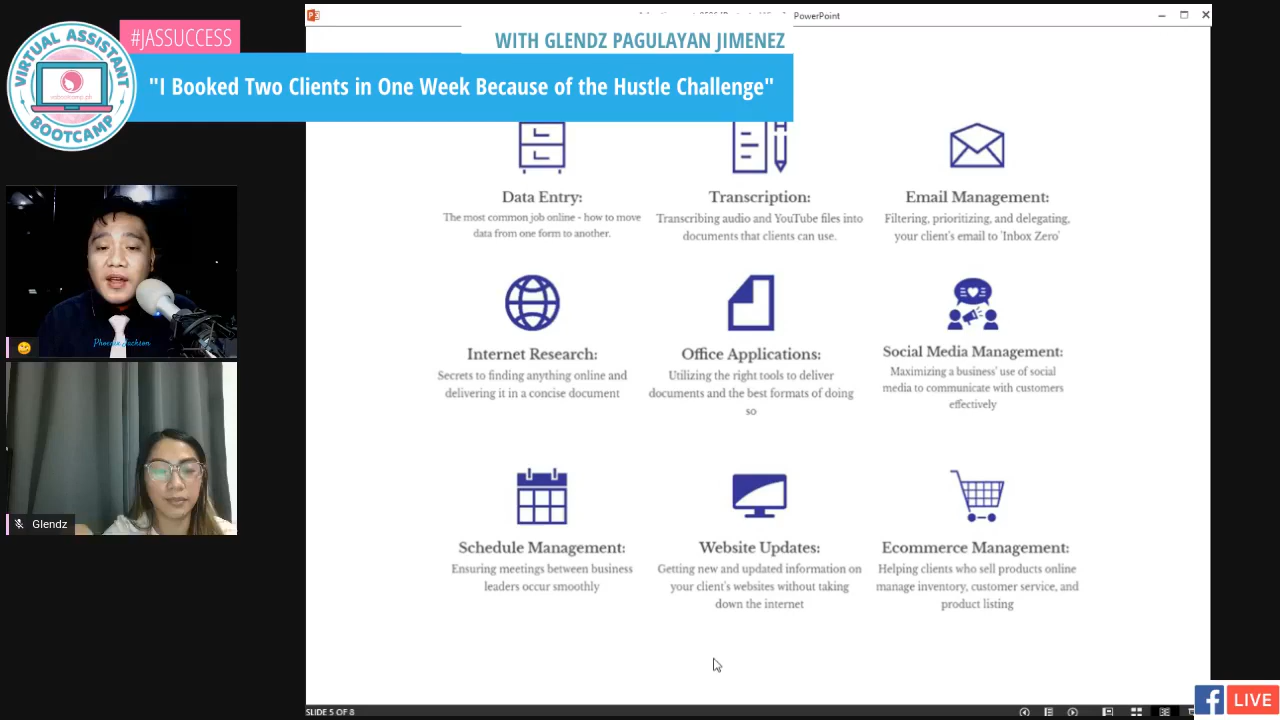 #JASSUCCESS
VIRTUAL ASSISTANT
vabootcamp.ph
BOOTCAMP
PowerPoint
WITH GLENDZ PAGULAYAN JIMENEZ
"I Booked Two Clients in One Week Because of the Hustle Challenge"
Data Entry:
The most common job online - how to move
data from one form to another.
Transcription:
Transcribing audio and YouTube files into
documents that clients can use.
Email Management:
Filtering, prioritizing, and delegating,
your client's email to 'Inbox Zero'
Internet Research:
Secrets to finding anything online and
delivering it in a concise document
Office Applications:
Utilizing the right tools to deliver
documents and the best formats of doing
so
Social Media Management:
Maximizing a business' use of social
media to communicate with customers
effectively
Schedule Management:
Ensuring meetings between business
leaders occur smoothly
Website Updates:
Getting new and updated information on
your client's websites without taking
down the internet
Ecommerce Management:
Helping clients who sell products online
manage inventory, customer service, and
product listing
Phoenix Jackson
Glendz
SLIDE 5 OF 8
LIVE